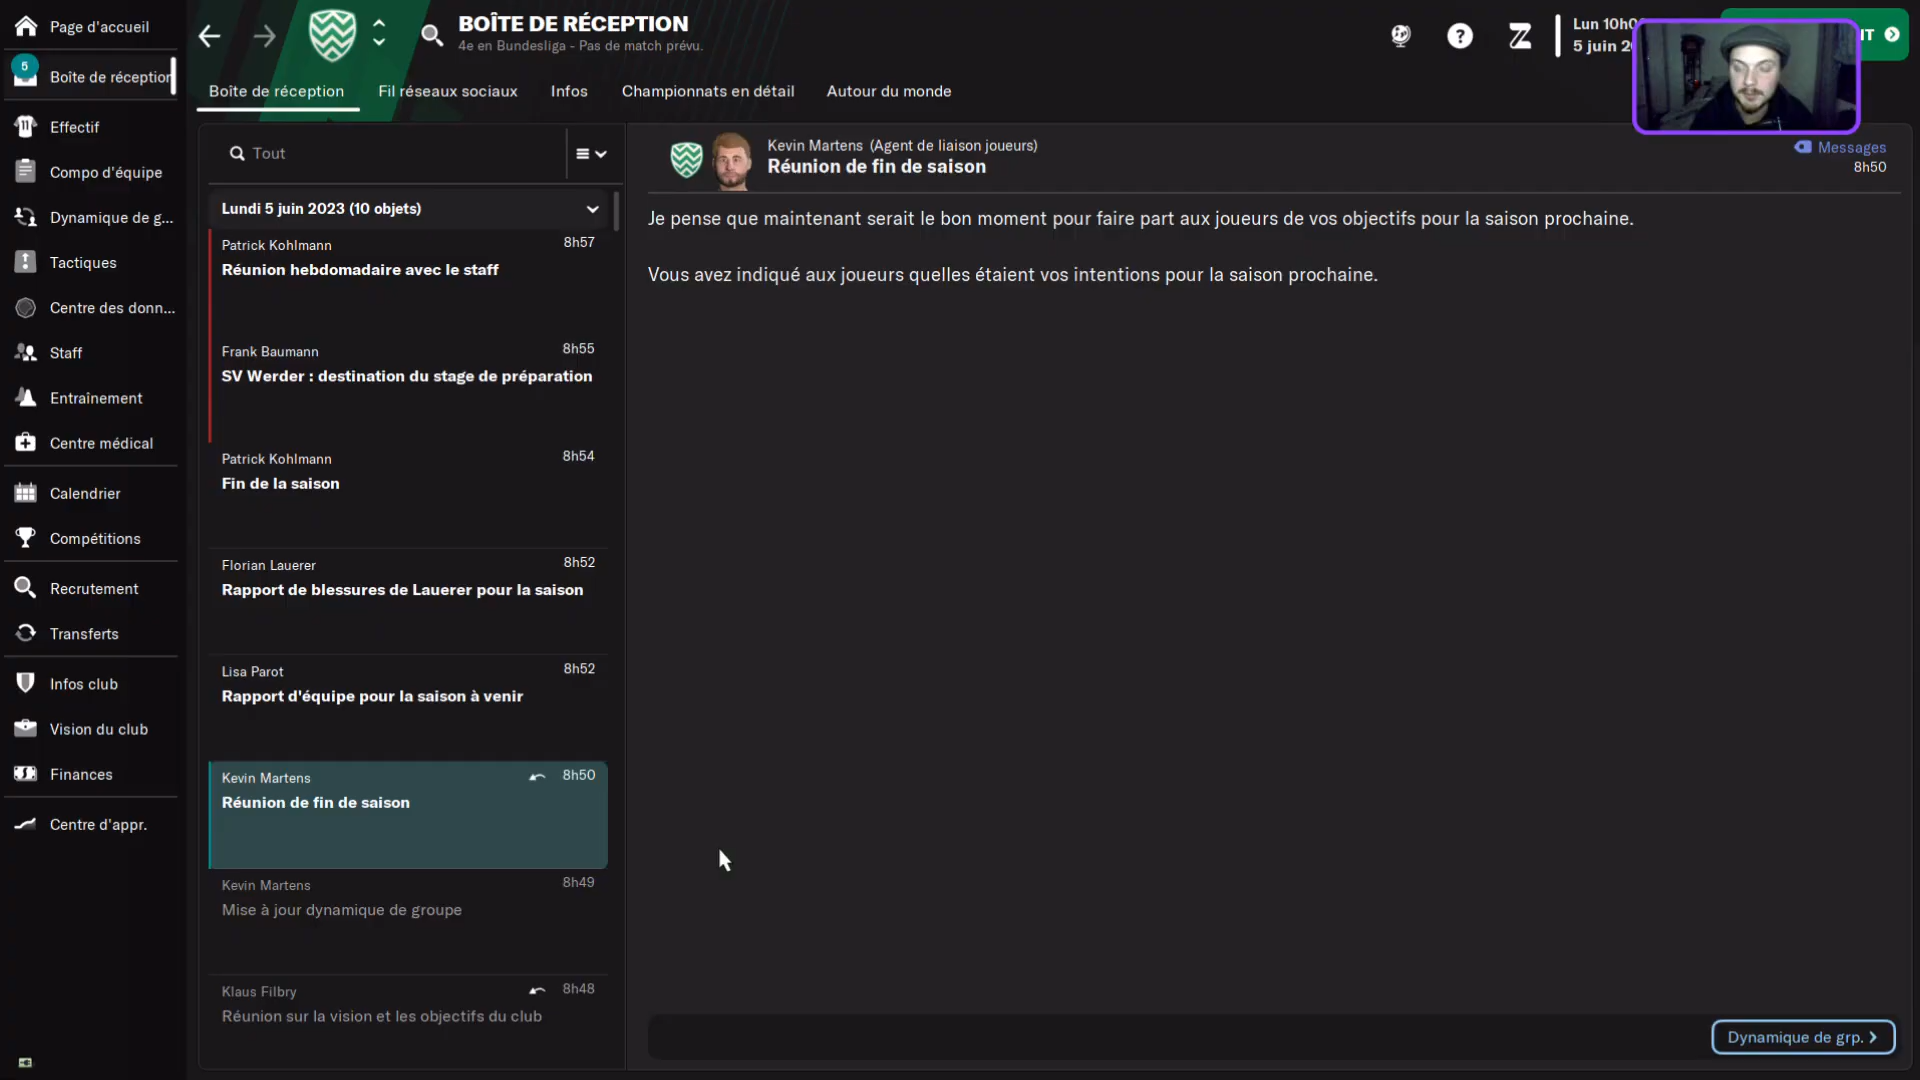 Page d'accueil
5
Boîte de réception
Effectif
Compo d'équipe
Dynamique de g...
Tactiques
Centre des donn...
Staff
Entraînement
Centre médical
Calendrier
Compétitions
Recrutement
Transferts
Infos club
Vision du club
Finances
Centre d'appr.
BOÎTE DE RÉCEPTION
4e en Bundesliga - Pas de match prévu.
Lun 10h0
5 juin 2
Boîte de réception
Fil réseaux sociaux
Infos
Championnats en détail
Autour du monde
Tout
Lundi 5 juin 2023 (10 objets)
Patrick Kohlmann 8h57
Réunion hebdomadaire avec le staff
Frank Baumann 8h55
SV Werder : destination du stage de préparation
Patrick Kohlmann 8h54
Fin de la saison
Florian Lauerer 8h52
Rapport de blessures de Lauerer pour la saison
Lisa Parot 8h52
Rapport d'équipe pour la saison à venir
Kevin Martens 8h50
Réunion de fin de saison
Kevin Martens 8h49
Mise à jour dynamique de groupe
Klaus Filbry 8h48
Réunion sur la vision et les objectifs du club
Kevin Martens (Agent de liaison joueurs)
Réunion de fin de saison
Messages
8h50
Je pense que maintenant serait le bon moment pour faire part aux joueurs de vos objectifs pour la saison prochaine.
Vous avez indiqué aux joueurs quelles étaient vos intentions pour la saison prochaine.
Dynamique de grp.